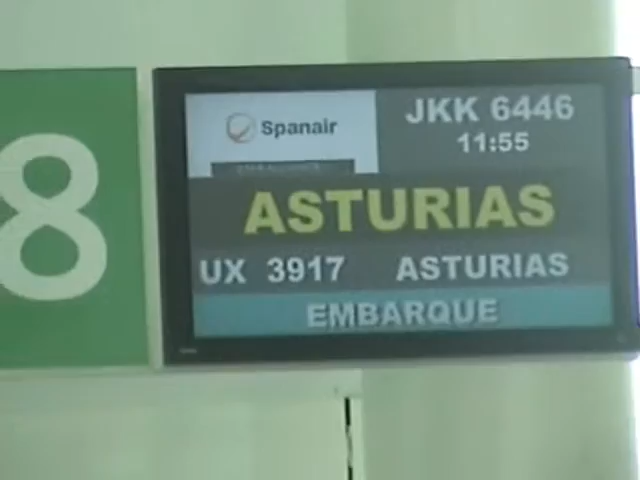 8
Spanair
JKK 6446
11:55
ASTURIAS
UX 3917 ASTURIAS
EMBARQUE